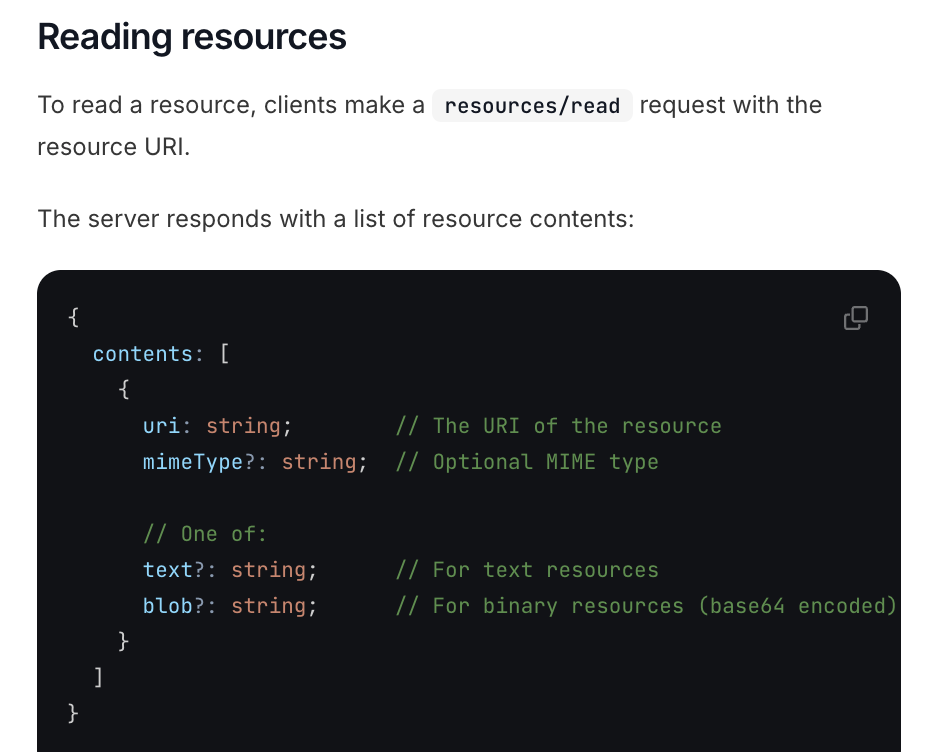 Reading resources
To read a resource, clients make a resources/read request with the
resource URI.
The server responds with a list of resource contents:
{
  contents: [
    {
      uri: string;        // The URI of the resource
      mimeType?: string;  // Optional MIME type
      // One of:
      text?: string;      // For text resources
      blob?: string;      // For binary resources (base64 encoded)
    }
  ]
}